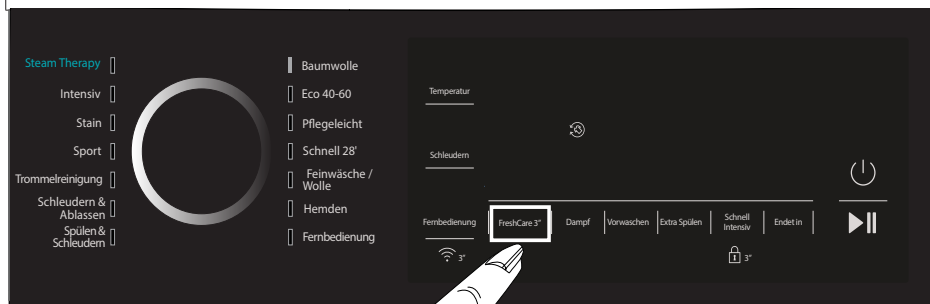 Steam Therapy
Intensiv
Stain
Sport
Trommelreinigung
Schleudern &
Ablassen
Spülen &
Schleudern
Baumwolle
Eco 40-60
Pflegeleicht
Schnell 28'
Feinwäsche /
Wolle
Hemden
Fernbedienung
Temperatur
Schleudern
Fernbedienung
FreshCare 3"
Dampf
Vorwaschen
Extra Spülen
Schnell
Intensiv
Endet in
3"
3"